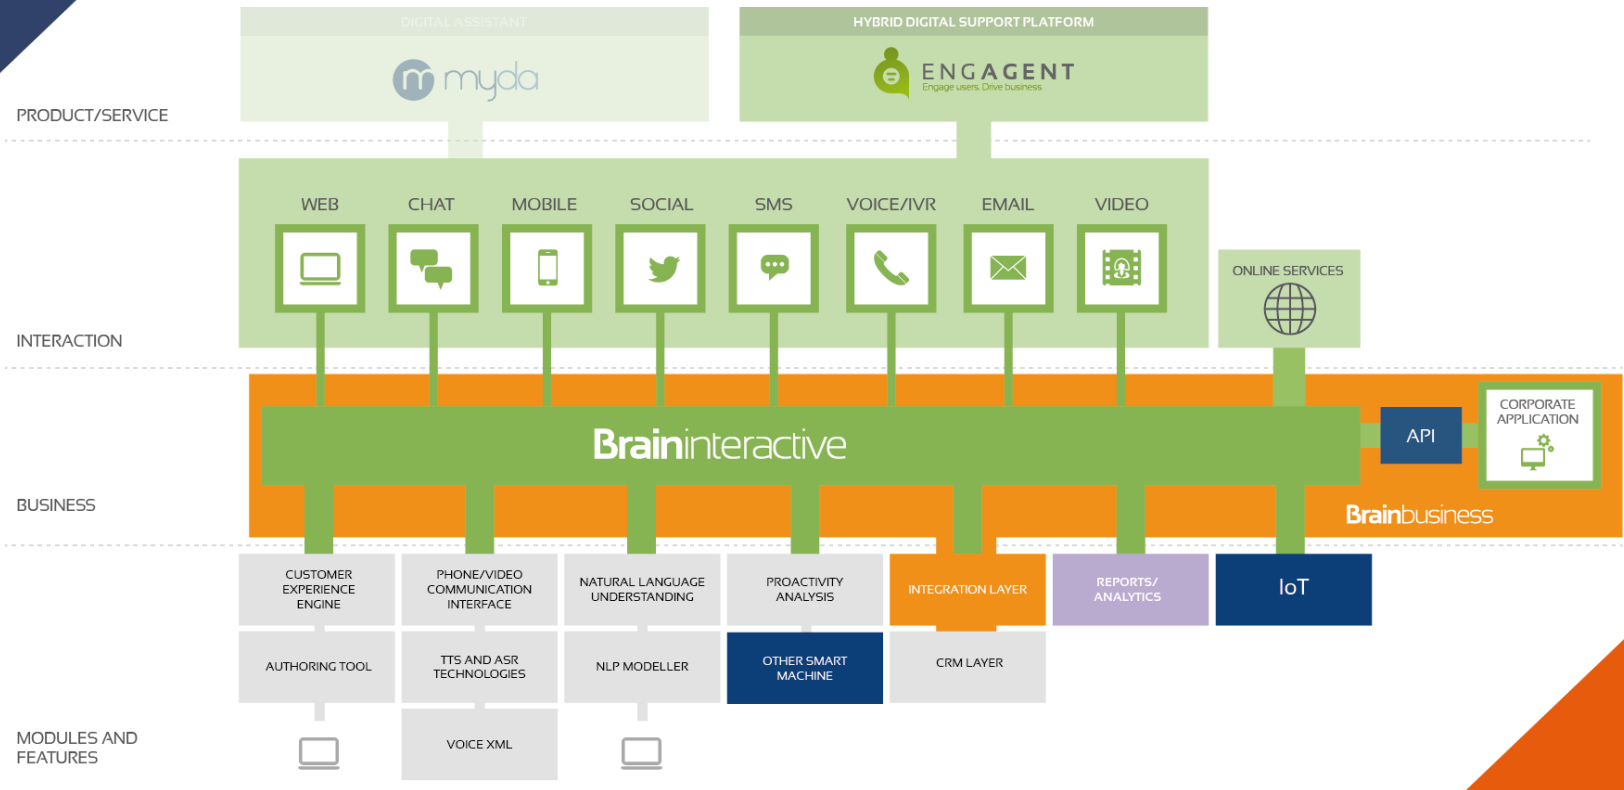 DIGITAL ASSISTANT
HYBRID DIGITAL SUPPORT PLATFORM
m myda
ENGAGENT
Engage users. Drive business.
PRODUCT/SERVICE
WEB CHAT MOBILE SOCIAL SMS VOICE/IVR EMAIL VIDEO
ONLINE SERVICES
INTERACTION
CORPORATE
APPLICATION
API
Braininteractive
BUSINESS
Brainbusiness
CUSTOMER
EXPERIENCE
ENGINE
PHONE/VIDEO
COMMUNICATION
INTERFACE
NATURAL LANGUAGE
UNDERSTANDING
PROACTIVITY
ANALYSIS
INTEGRATION LAYER
REPORTS/
ANALYTICS
IoT
AUTHORING TOOL
TTS AND ASR
TECHNOLOGIES
NLP MODELLER
OTHER SMART
MACHINE
CRM LAYER
MODULES AND
FEATURES
VOICE XML